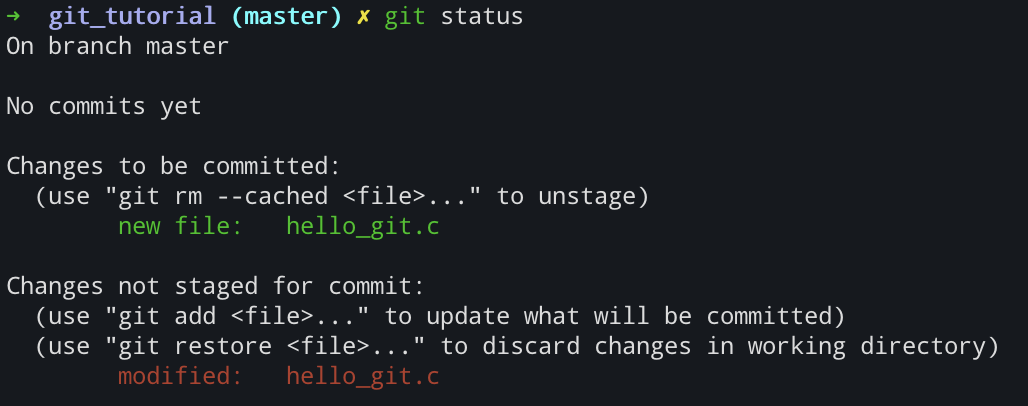 → git_tutorial (master) ✗ git status
On branch master

No commits yet

Changes to be committed:
  (use "git rm --cached <file>..." to unstage)
        new file:   hello_git.c

Changes not staged for commit:
  (use "git add <file>..." to update what will be committed)
  (use "git restore <file>..." to discard changes in working directory)
        modified:   hello_git.c